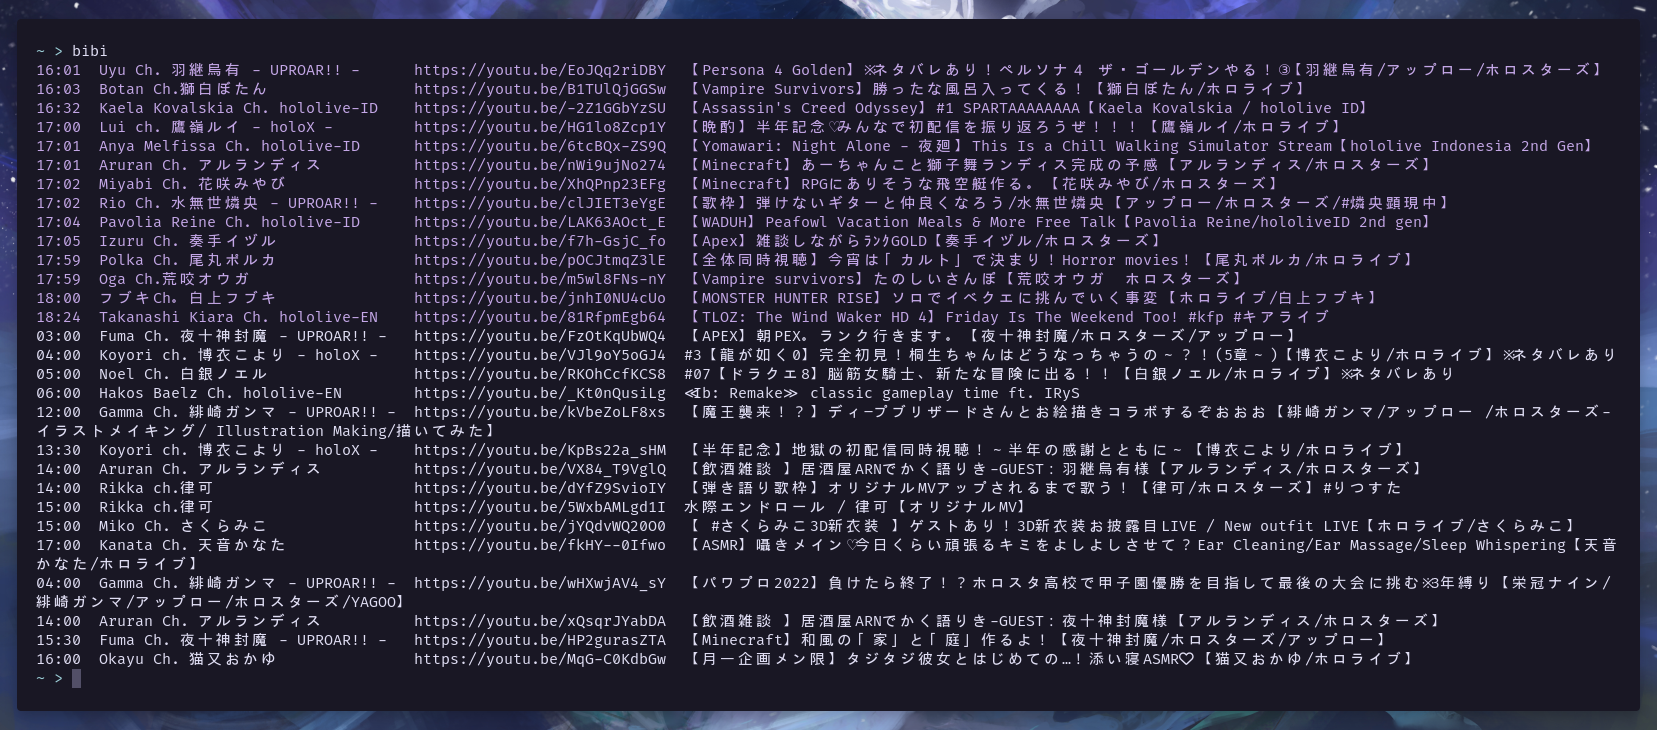 ~ > bibi
16:01  Uyu Ch. 羽継烏有 - UPROAR!! -      https://youtu.be/EoJQq2riDBY  【Persona 4 Golden】※ネタバレあり！ペルソナ４　ザ・ゴールデンやる！③【羽継烏有/アップロー/ホロスターズ】
16:03  Botan Ch.獅白ぼたん                https://youtu.be/B1TUlQjGGSw  【Vampire Survivors】勝ったな風呂入ってくる！【獅白ぼたん/ホロライブ】
16:32  Kaela Kovalskia Ch. hololive-ID    https://youtu.be/-2Z1GGbYzSU  【Assassin's Creed Odyssey】#1 SPARTAAAAAAAA【Kaela Kovalskia / hololive ID】
17:00  Lui ch. 鷹嶺ルイ - holoX -         https://youtu.be/HG1lo8Zcp1Y  【晩酌】半年記念♡みんなで初配信を振り返ろうぜ！！！【鷹嶺ルイ/ホロライブ】
17:01  Anya Melfissa Ch. hololive-ID      https://youtu.be/6tcBQx-ZS9Q  【Yomawari: Night Alone - 夜廻】This Is a Chill Walking Simulator Stream【hololive Indonesia 2nd Gen】
17:01  Aruran Ch. アルランディス          https://youtu.be/nWi9ujNo274  【Minecraft】あーちゃんこと獅子舞ランディス完成の予感【アルランディス/ホロスターズ】
17:02  Miyabi Ch. 花咲みやび              https://youtu.be/XhQPnp23EFg  【Minecraft】RPGにありそうな飛空艇作る。【花咲みやび/ホロスターズ】
17:02  Rio Ch. 水無世燐央 - UPROAR!! -    https://youtu.be/clJIET3eYgE  【歌枠】弾けないギターと仲良くなろう/水無世燐央【アップロー/ホロスターズ/#燐央顕現中】
17:04  Pavolia Reine Ch. hololive-ID      https://youtu.be/LAK63AOct_E  【WADUH】Peafowl Vacation Meals & More Free Talk【Pavolia Reine/hololiveID 2nd gen】
17:05  Izuru Ch. 奏手イヅル               https://youtu.be/f7h-GsjC_fo  【Apex】雑談しながらﾗﾝｸGOLD【奏手イヅル/ホロスターズ】
17:59  Polka Ch. 尾丸ポルカ               https://youtu.be/pOCJtmqZ3lE  【全体同時視聴】今宵は「カルト」で決まり！Horror movies!【尾丸ポルカ/ホロライブ】
17:59  Oga Ch.荒咬オウガ                  https://youtu.be/m5wl8FNs-nY  【Vampire survivors】たのしいさんぽ【荒咬オウガ　ホロスターズ】
18:00  フブキCh。白上フブキ               https://youtu.be/jnhI0NU4cUo  【MONSTER HUNTER RISE】ソロでイベクエに挑んでいく事変【ホロライブ/白上フブキ】
18:24  Takanashi Kiara Ch. hololive-EN    https://youtu.be/81RfpmEgb64  【TLOZ: The Wind Waker HD 4】Friday Is The Weekend Too! #kfp #キアライブ
03:00  Fuma Ch. 夜十神封魔 - UPROAR!! -   https://youtu.be/FzOtKqUbWQ4  【APEX】朝PEX。ランク行きます。【夜十神封魔/ホロスターズ/アップロー】
04:00  Koyori ch. 博衣こより - holoX -    https://youtu.be/VJl9oY5oGJ4  #3【龍が如く0】完全初見！桐生ちゃんはどうなっちゃうの～？！(5章～)【博衣こより/ホロライブ】※ネタバレあり
05:00  Noel Ch. 白銀ノエル                https://youtu.be/RKOhCcfKCS8  #07【ドラクエ8】脳筋女騎士、新たな冒険に出る！！【白銀ノエル/ホロライブ】※ネタバレあり
06:00  Hakos Baelz Ch. hololive-EN        https://youtu.be/_Kt0nQusiLg  ≪Ib: Remake≫ classic gameplay time ft. IRyS
12:00  Gamma Ch. 緋崎ガンマ - UPROAR!! -  https://youtu.be/kVbeZoLF8xs  【魔王襲来！？】ディープブリザードさんとお絵描きコラボするぞおおお【緋崎ガンマ/アップロー /ホロスターズ-
イラストメイキング/ Illustration Making/描いてみた】
13:30  Koyori ch. 博衣こより - holoX -    https://youtu.be/KpBs22a_sHM  【半年記念】地獄の初配信同時視聴！～半年の感謝とともに～【博衣こより/ホロライブ】
14:00  Aruran Ch. アルランディス          https://youtu.be/VX84_T9VglQ  【飲酒雑談 】居酒屋ARNでかく語りき-GUEST：羽継烏有様【アルランディス/ホロスターズ】
14:00  Rikka ch.律可                      https://youtu.be/dYfZ9SvioIY  【弾き語り歌枠】オリジナルMVアップされるまで歌う！【律可/ホロスターズ】#りつすた
15:00  Rikka ch.律可                      https://youtu.be/5WxbAMLgd1I  水際エンドロール / 律可【オリジナルMV】
15:00  Miko Ch. さくらみこ                https://youtu.be/jYQdvWQ20O0  【 #さくらみこ3D新衣装 】ゲストあり！3D新衣装お披露目LIVE / New outfit LIVE【ホロライブ/さくらみこ】
17:00  Kanata Ch. 天音かなた              https://youtu.be/fkHY--0Ifwo  【ASMR】囁きメイン♡今日くらい頑張るキミをよしよしさせて？Ear Cleaning/Ear Massage/Sleep Whispering【天音
かなた/ホロライブ】
04:00  Gamma Ch. 緋崎ガンマ - UPROAR!! -  https://youtu.be/wHXwjAV4_sY  【パワプロ2022】負けたら終了！？ホロスタ高校で甲子園優勝を目指して最後の大会に挑む※3年縛り【栄冠ナイン/
緋崎ガンマ/アップロー/ホロスターズ/YAGOO】
14:00  Aruran Ch. アルランディス          https://youtu.be/xQsqrJYabDA  【飲酒雑談 】居酒屋ARNでかく語りき-GUEST：夜十神封魔様【アルランディス/ホロスターズ】
15:30  Fuma Ch. 夜十神封魔 - UPROAR!! -   https://youtu.be/HP2gurasZTA  【Minecraft】和風の「家」と「庭」作るよ！【夜十神封魔/ホロスターズ/アップロー】
16:00  Okayu Ch. 猫又おかゆ               https://youtu.be/MqG-C0KdbGw  【月一企画メン限】タジタジ彼女とはじめての…！添い寝ASMR♡【猫又おかゆ/ホロライブ】
~ >